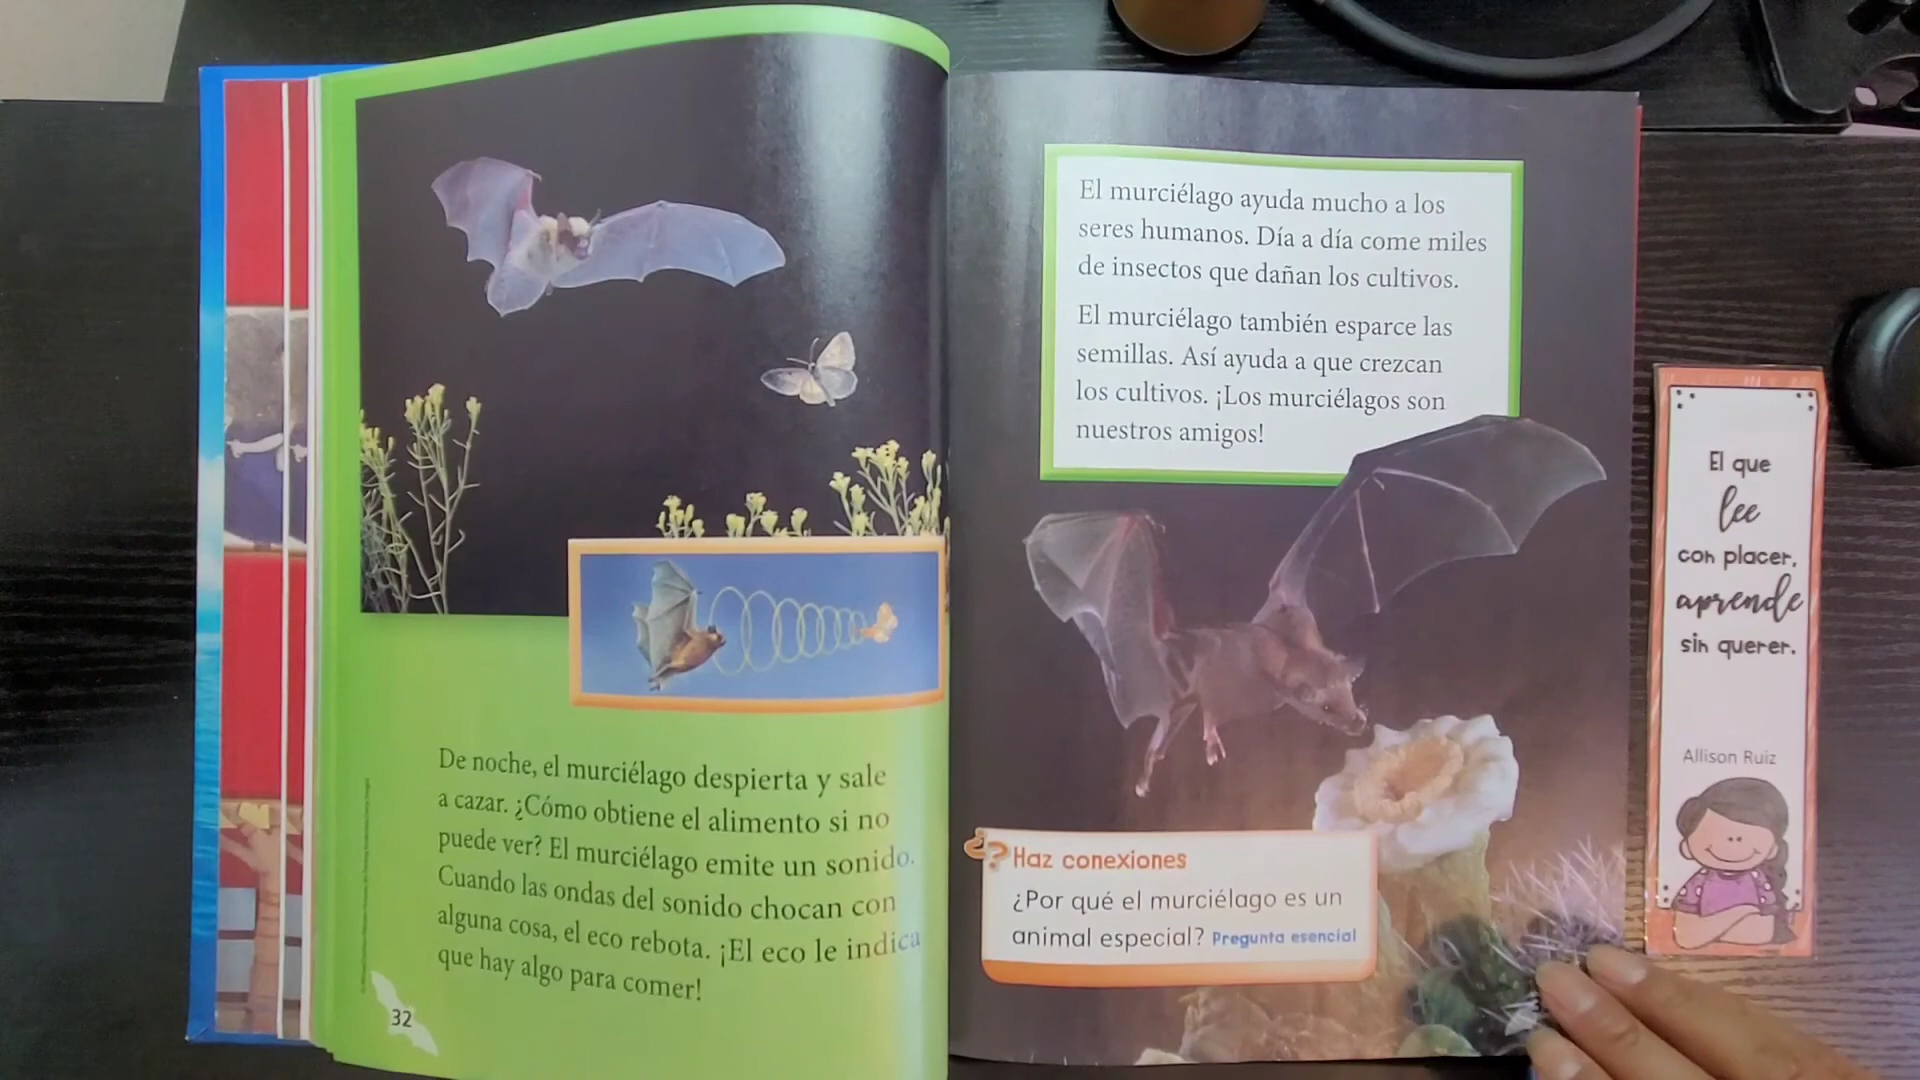 De noche, el murciélago despierta y sale
a cazar. ¿Cómo obtiene el alimento si no
puede ver? El murciélago emite un sonido.
Cuando las ondas del sonido chocan con
alguna cosa, el eco rebota. ¡El eco le indica
que hay algo para comer!
32
El murciélago ayuda mucho a los
seres humanos. Día a día come miles
de insectos que dañan los cultivos.
El murciélago también esparce las
semillas. Así ayuda a que crezcan
los cultivos. ¡Los murciélagos son
nuestros amigos!
¿? Haz conexiones
¿Por qué el murciélago es un
animal especial? Pregunta esencial
El que
lee
con placer,
aprende
sin querer.
Allison Ruiz